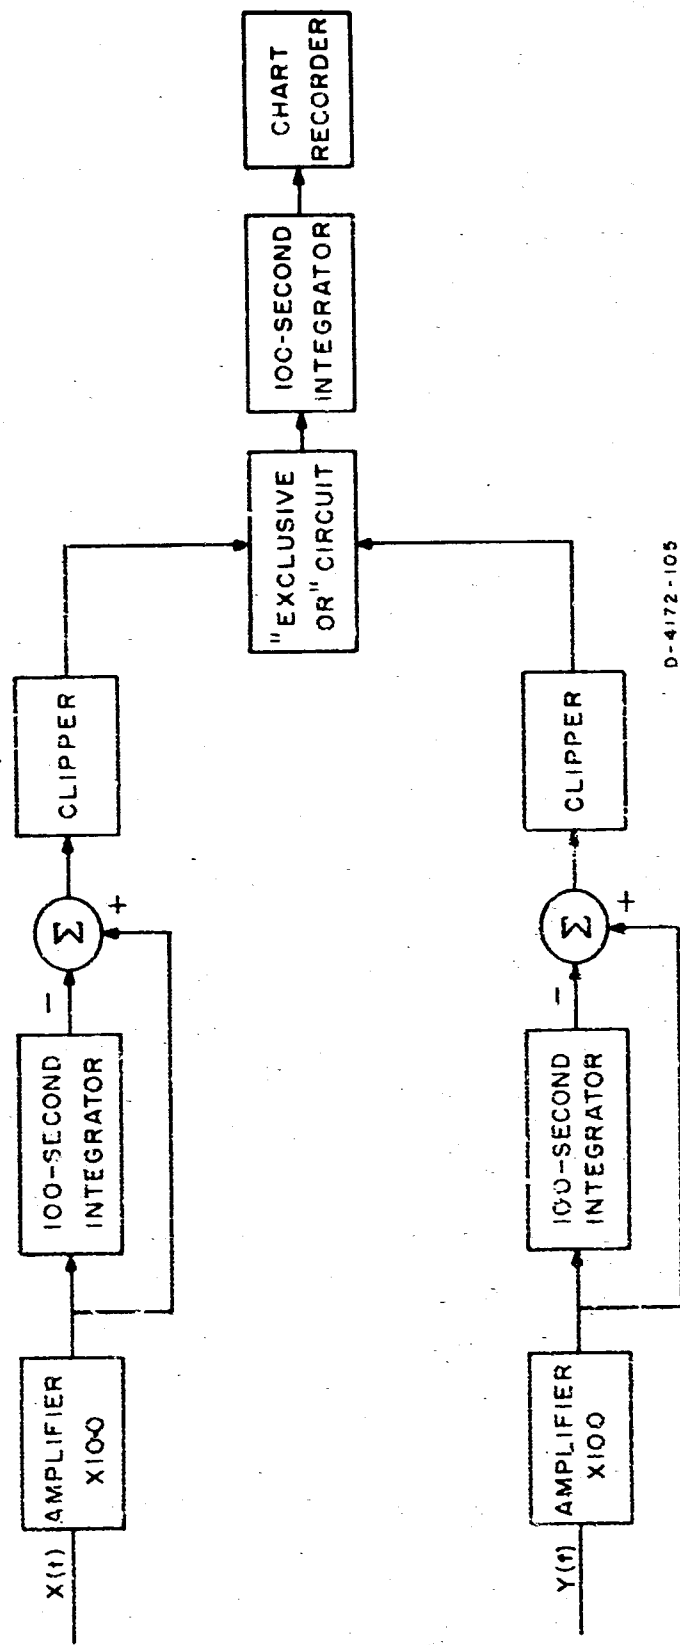 X(t)
AMPLIFIER
X100
100-SECOND
INTEGRATOR
−
Σ
+
CLIPPER
"EXCLUSIVE
OR" CIRCUIT
100-SECOND
INTEGRATOR
CHART
RECORDER
Y(t)
AMPLIFIER
X100
100-SECOND
INTEGRATOR
−
Σ
+
CLIPPER
D-4172-105